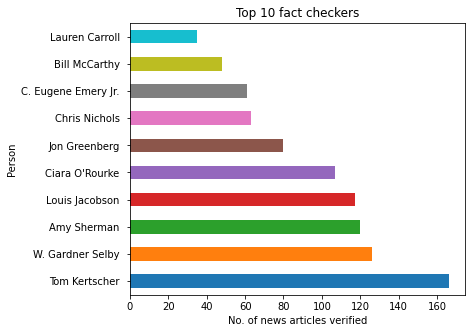 Top 10 fact checkers
Lauren Carroll
Bill McCarthy
C. Eugene Emery Jr.
Chris Nichols
Jon Greenberg
Ciara O'Rourke
Louis Jacobson
Amy Sherman
W. Gardner Selby
Tom Kertscher
Person
0 20 40 60 80 100 120 140 160
No. of news articles verified